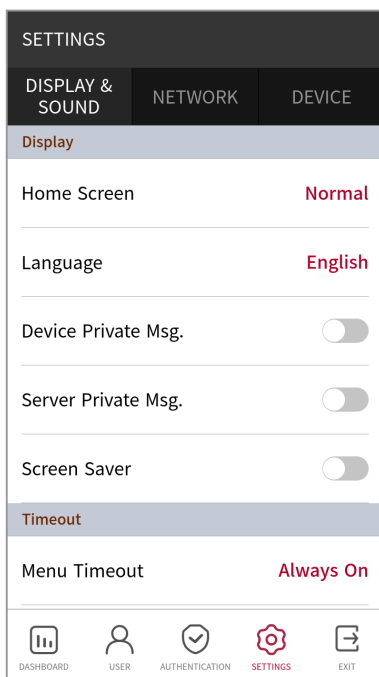 SETTINGS
DISPLAY &
SOUND
NETWORK
DEVICE
Display
Home Screen Normal
Language English
Device Private Msg.
Server Private Msg.
Screen Saver
Timeout
Menu Timeout Always On
DASHBOARD USER AUTHENTICATION SETTINGS EXIT